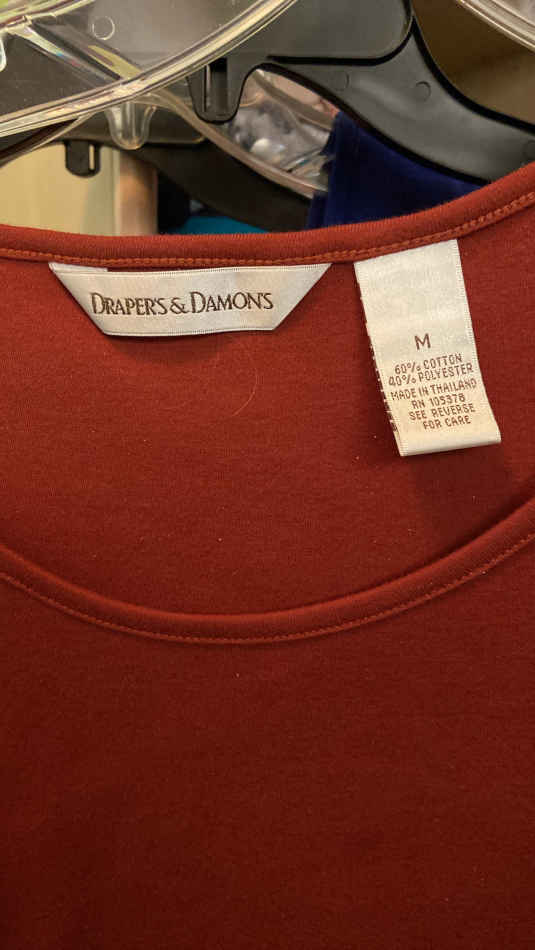 DRAPER'S & DAMON'S
M
60% COTTON
40% POLYESTER
MADE IN THAILAND
RN 105378
SEE REVERSE
FOR CARE